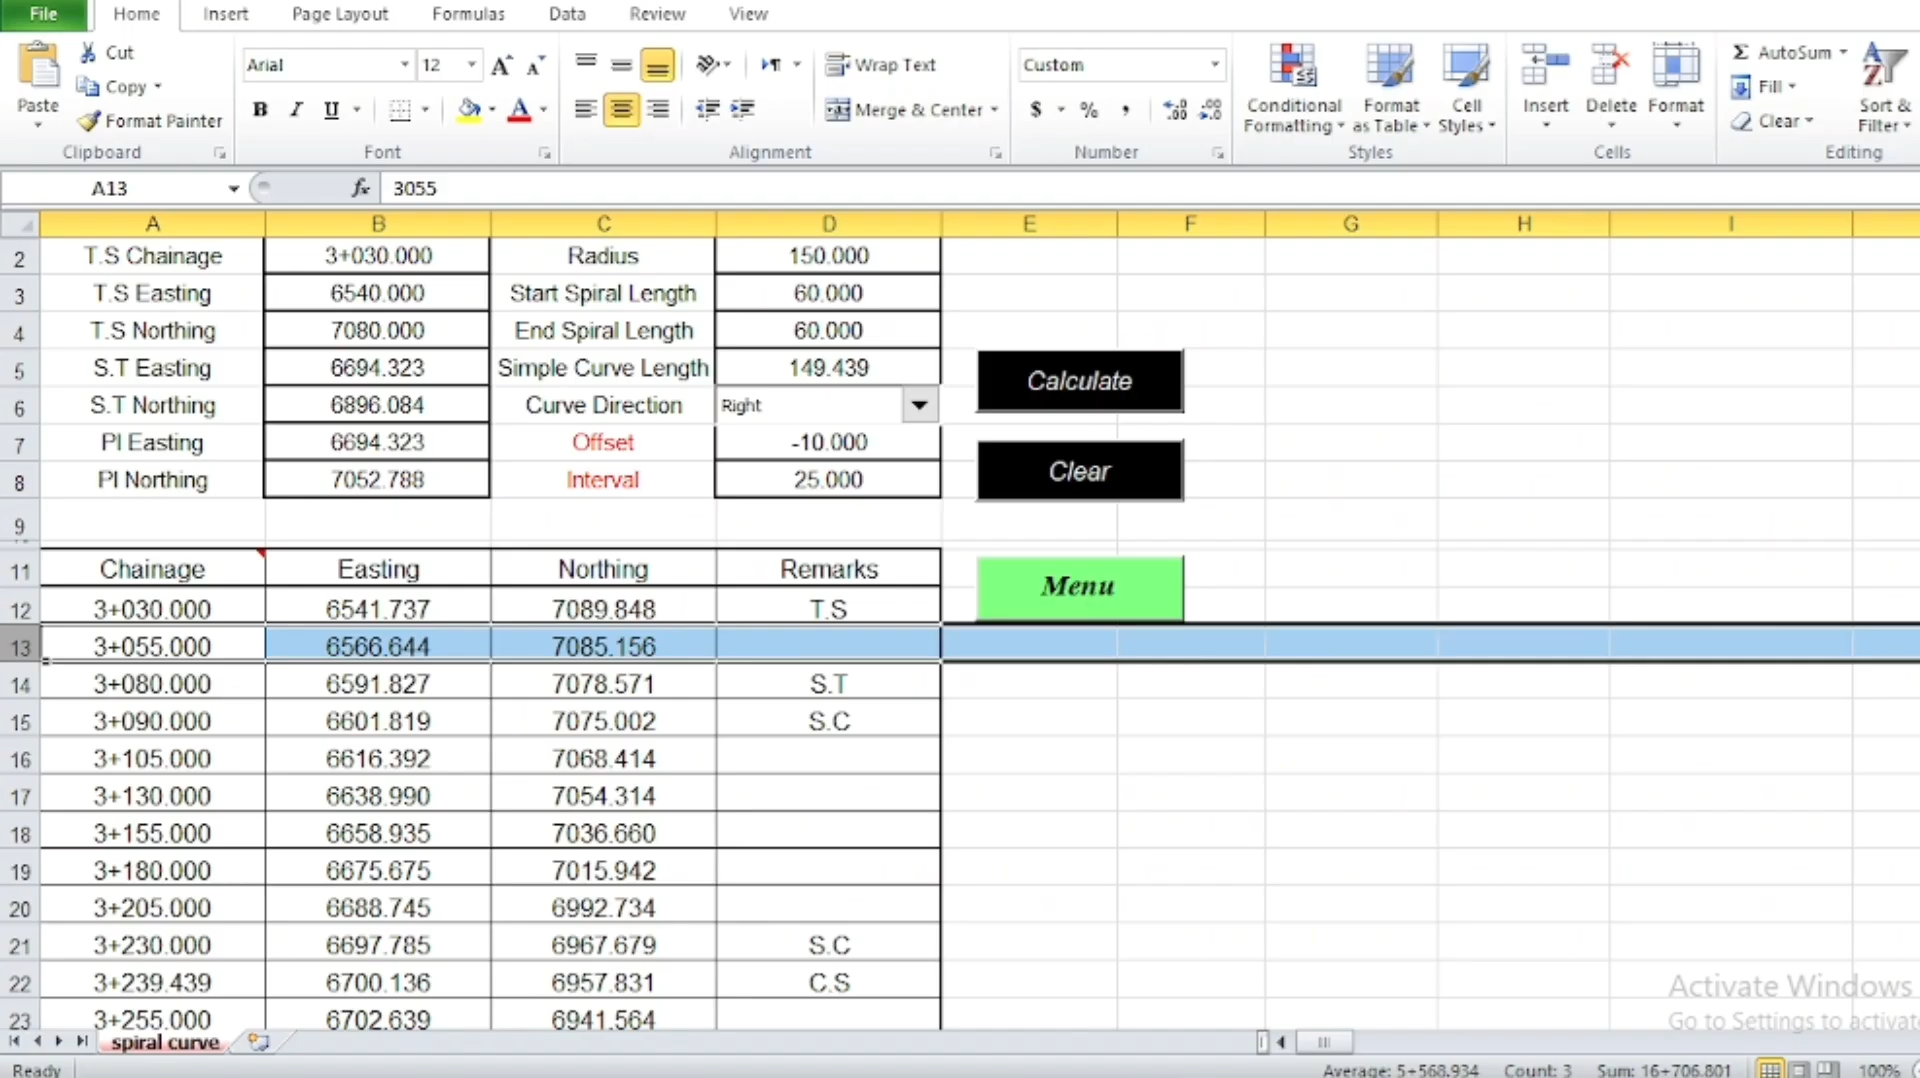 File Home Insert Page Layout Formulas Data Review View
Paste Cut Copy Format Painter Clipboard
Arial 12 A A B I U A Font
Wrap Text Merge & Center Alignment
Custom $ % , .00 Number
Conditional Formatting Format as Table Cell Styles Styles
Insert Delete Format Cells
Σ AutoSum Fill Clear Sort & Filter Editing
A13 fx 3055
A B C D E F G H I
2 T.S Chainage 3+030.000 Radius 150.000
3 T.S Easting 6540.000 Start Spiral Length 60.000
4 T.S Northing 7080.000 End Spiral Length 60.000
5 S.T Easting 6694.323 Simple Curve Length 149.439
Calculate
6 S.T Northing 6896.084 Curve Direction Right
7 PI Easting 6694.323 Offset -10.000
Clear
8 PI Northing 7052.788 Interval 25.000
9
11 Chainage Easting Northing Remarks
Menu
12 3+030.000 6541.737 7089.848 T.S
13 3+055.000 6566.644 7085.156
14 3+080.000 6591.827 7078.571 S.T
15 3+090.000 6601.819 7075.002 S.C
16 3+105.000 6616.392 7068.414
17 3+130.000 6638.990 7054.314
18 3+155.000 6658.935 7036.660
19 3+180.000 6675.675 7015.942
20 3+205.000 6688.745 6992.734
21 3+230.000 6697.785 6967.679 S.C
22 3+239.439 6700.136 6957.831 C.S
23 3+255.000 6702.639 6941.564
Activate Windows
Go to Settings to activate
spiral curve
Ready Average: 5+568.934 Count: 3 Sum: 16+706.801 100%